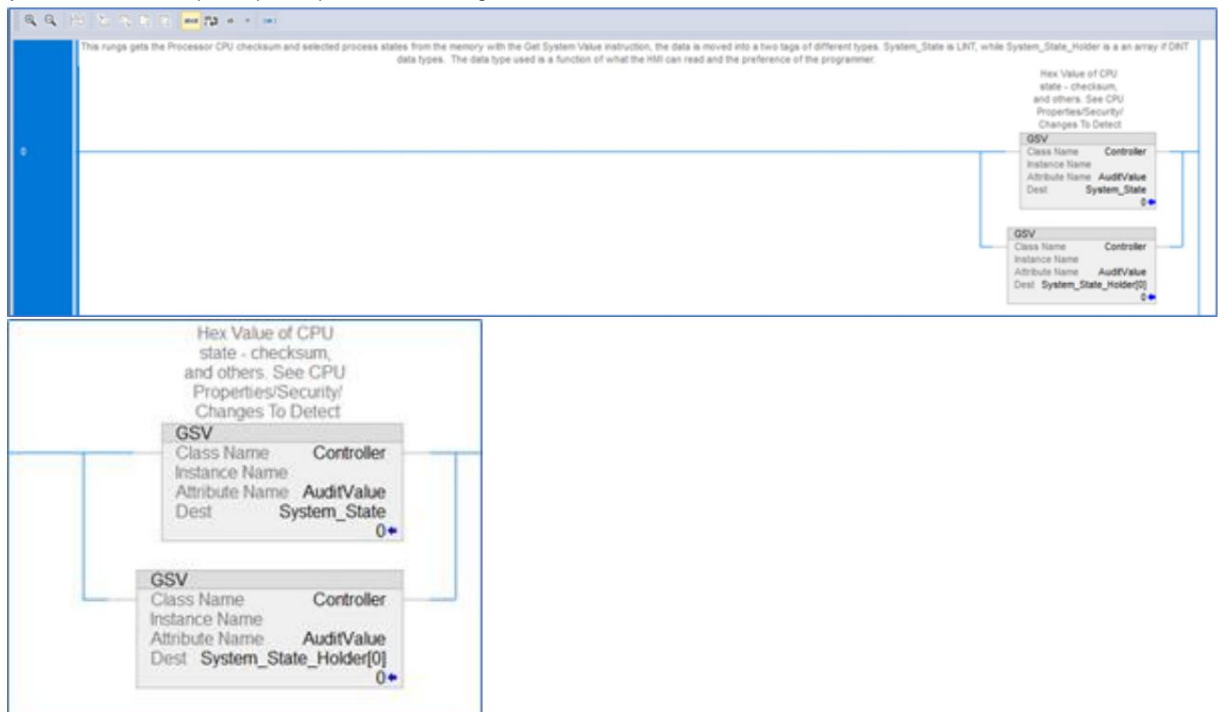 This rungs gets the Processor CPU checksum and selected process states from the memory with the Get System Value instruction, the data is moved into a two tags of different types. System_State is LINT, while System_State_Holder is a an array if DINT
data types. The data type used is a function of what the HMI can read and the preference of the programmer.
Hex Value of CPU
state - checksum,
and others. See CPU
Properties/Security/
Changes To Detect
0
GSV
Class Name Controller
Instance Name
Attribute Name AuditValue
Dest System_State
0
GSV
Class Name Controller
Instance Name
Attribute Name AuditValue
Dest System_State_Holder[0]
0
Hex Value of CPU
state - checksum,
and others. See CPU
Properties/Security/
Changes To Detect
GSV
Class Name Controller
Instance Name
Attribute Name AuditValue
Dest System_State
0
GSV
Class Name Controller
Instance Name
Attribute Name AuditValue
Dest System_State_Holder[0]
0